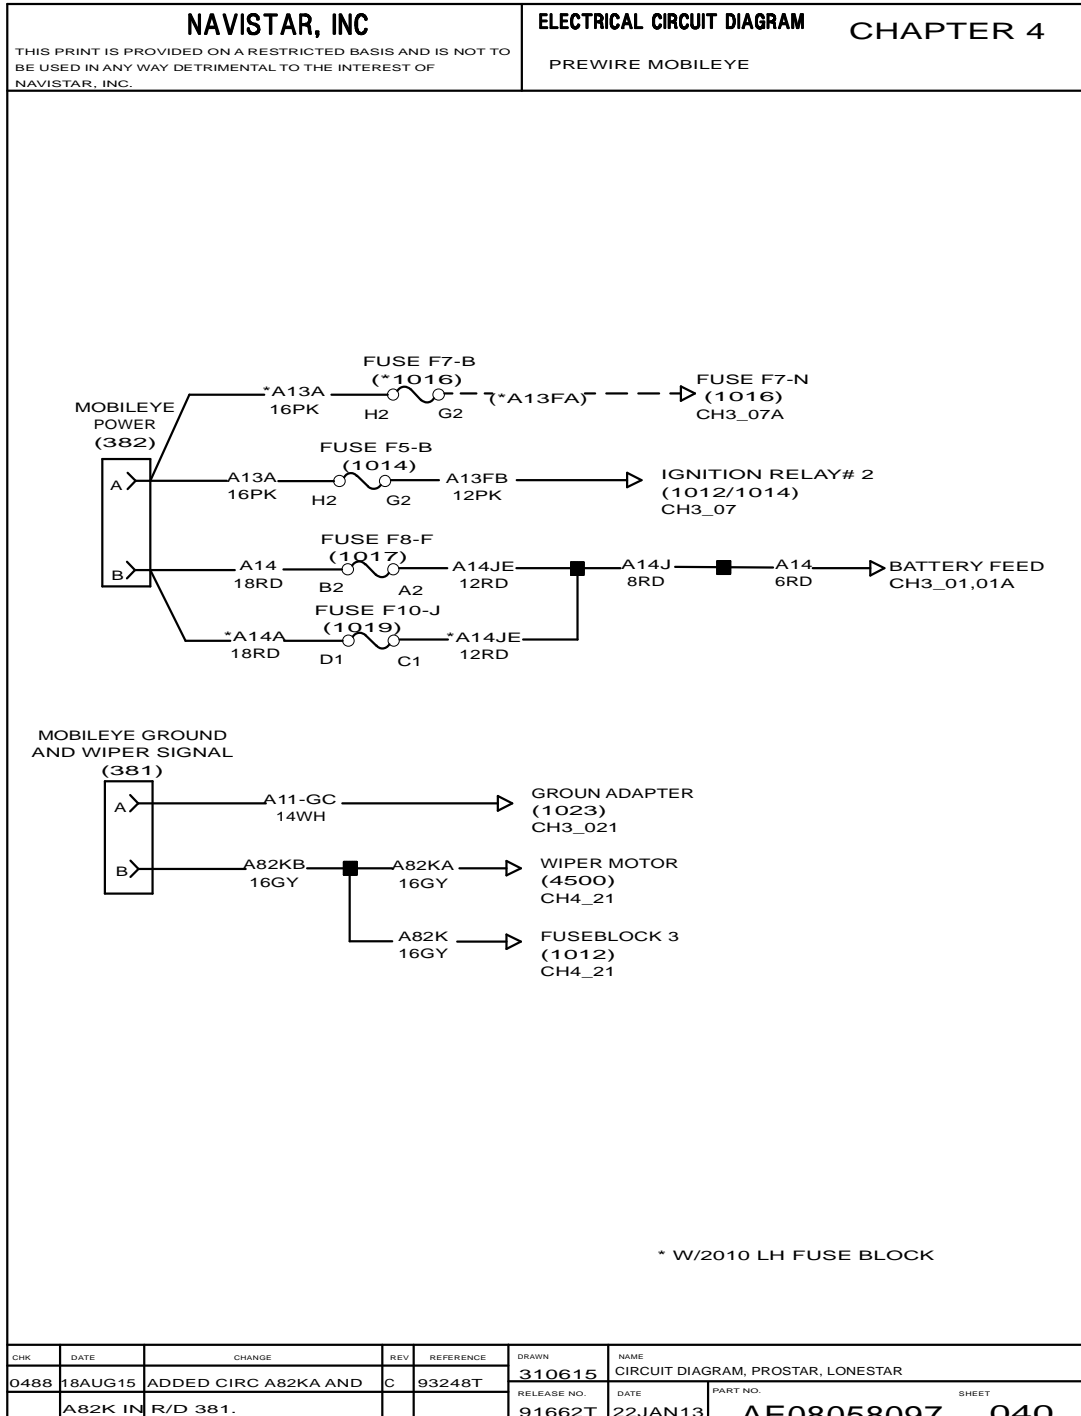 NAVISTAR, INC
THIS PRINT IS PROVIDED ON A RESTRICTED BASIS AND IS NOT TO
BE USED IN ANY WAY DETRIMENTAL TO THE INTEREST OF
NAVISTAR, INC.
ELECTRICAL CIRCUIT DIAGRAM
CHAPTER 4
PREWIRE MOBILEYE
FUSE F7-B
(*1016)
*A13A
16PK
H2
G2
(*A13FA)
FUSE F7-N
(1016)
CH3_07A
MOBILEYE
POWER
(382)
A
B
FUSE F5-B
(1014)
A13A
16PK
H2
G2
A13FB
12PK
IGNITION RELAY# 2
(1012/1014)
CH3_07
FUSE F8-F
(1017)
A14
18RD
B2
A2
A14JE
12RD
A14J
8RD
A14
6RD
BATTERY FEED
CH3_01,01A
FUSE F10-J
(1019)
*A14A
18RD
D1
C1
*A14JE
12RD
MOBILEYE GROUND
AND WIPER SIGNAL
(381)
A
B
A11-GC
14WH
GROUN ADAPTER
(1023)
CH3_021
A82KB
16GY
A82KA
16GY
WIPER MOTOR
(4500)
CH4_21
A82K
16GY
FUSEBLOCK 3
(1012)
CH4_21
* W/2010 LH FUSE BLOCK
CHK DATE CHANGE REV REFERENCE
0488 18AUG15 ADDED CIRC A82KA AND C 93248T
A82K IN R/D 381.
DRAWN
310615
NAME
CIRCUIT DIAGRAM, PROSTAR, LONESTAR
RELEASE NO.
91662T
DATE
22JAN13
PART NO.
AE08058097
SHEET
040